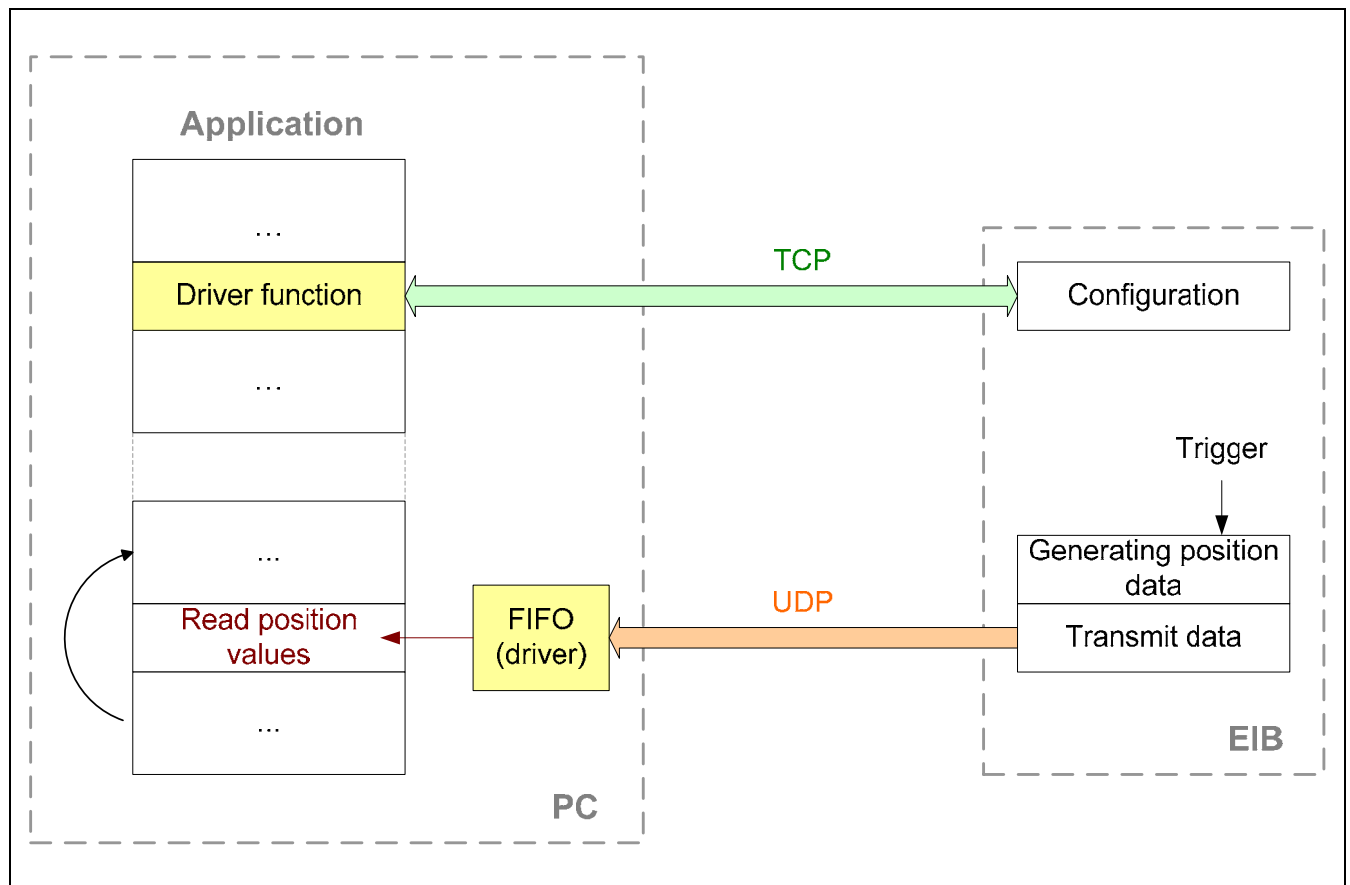 Application
...
Driver function
TCP
Configuration
...
Trigger
...
Generating position
data
Read position
values
FIFO
(driver)
UDP
Transmit data
...
EIB
PC